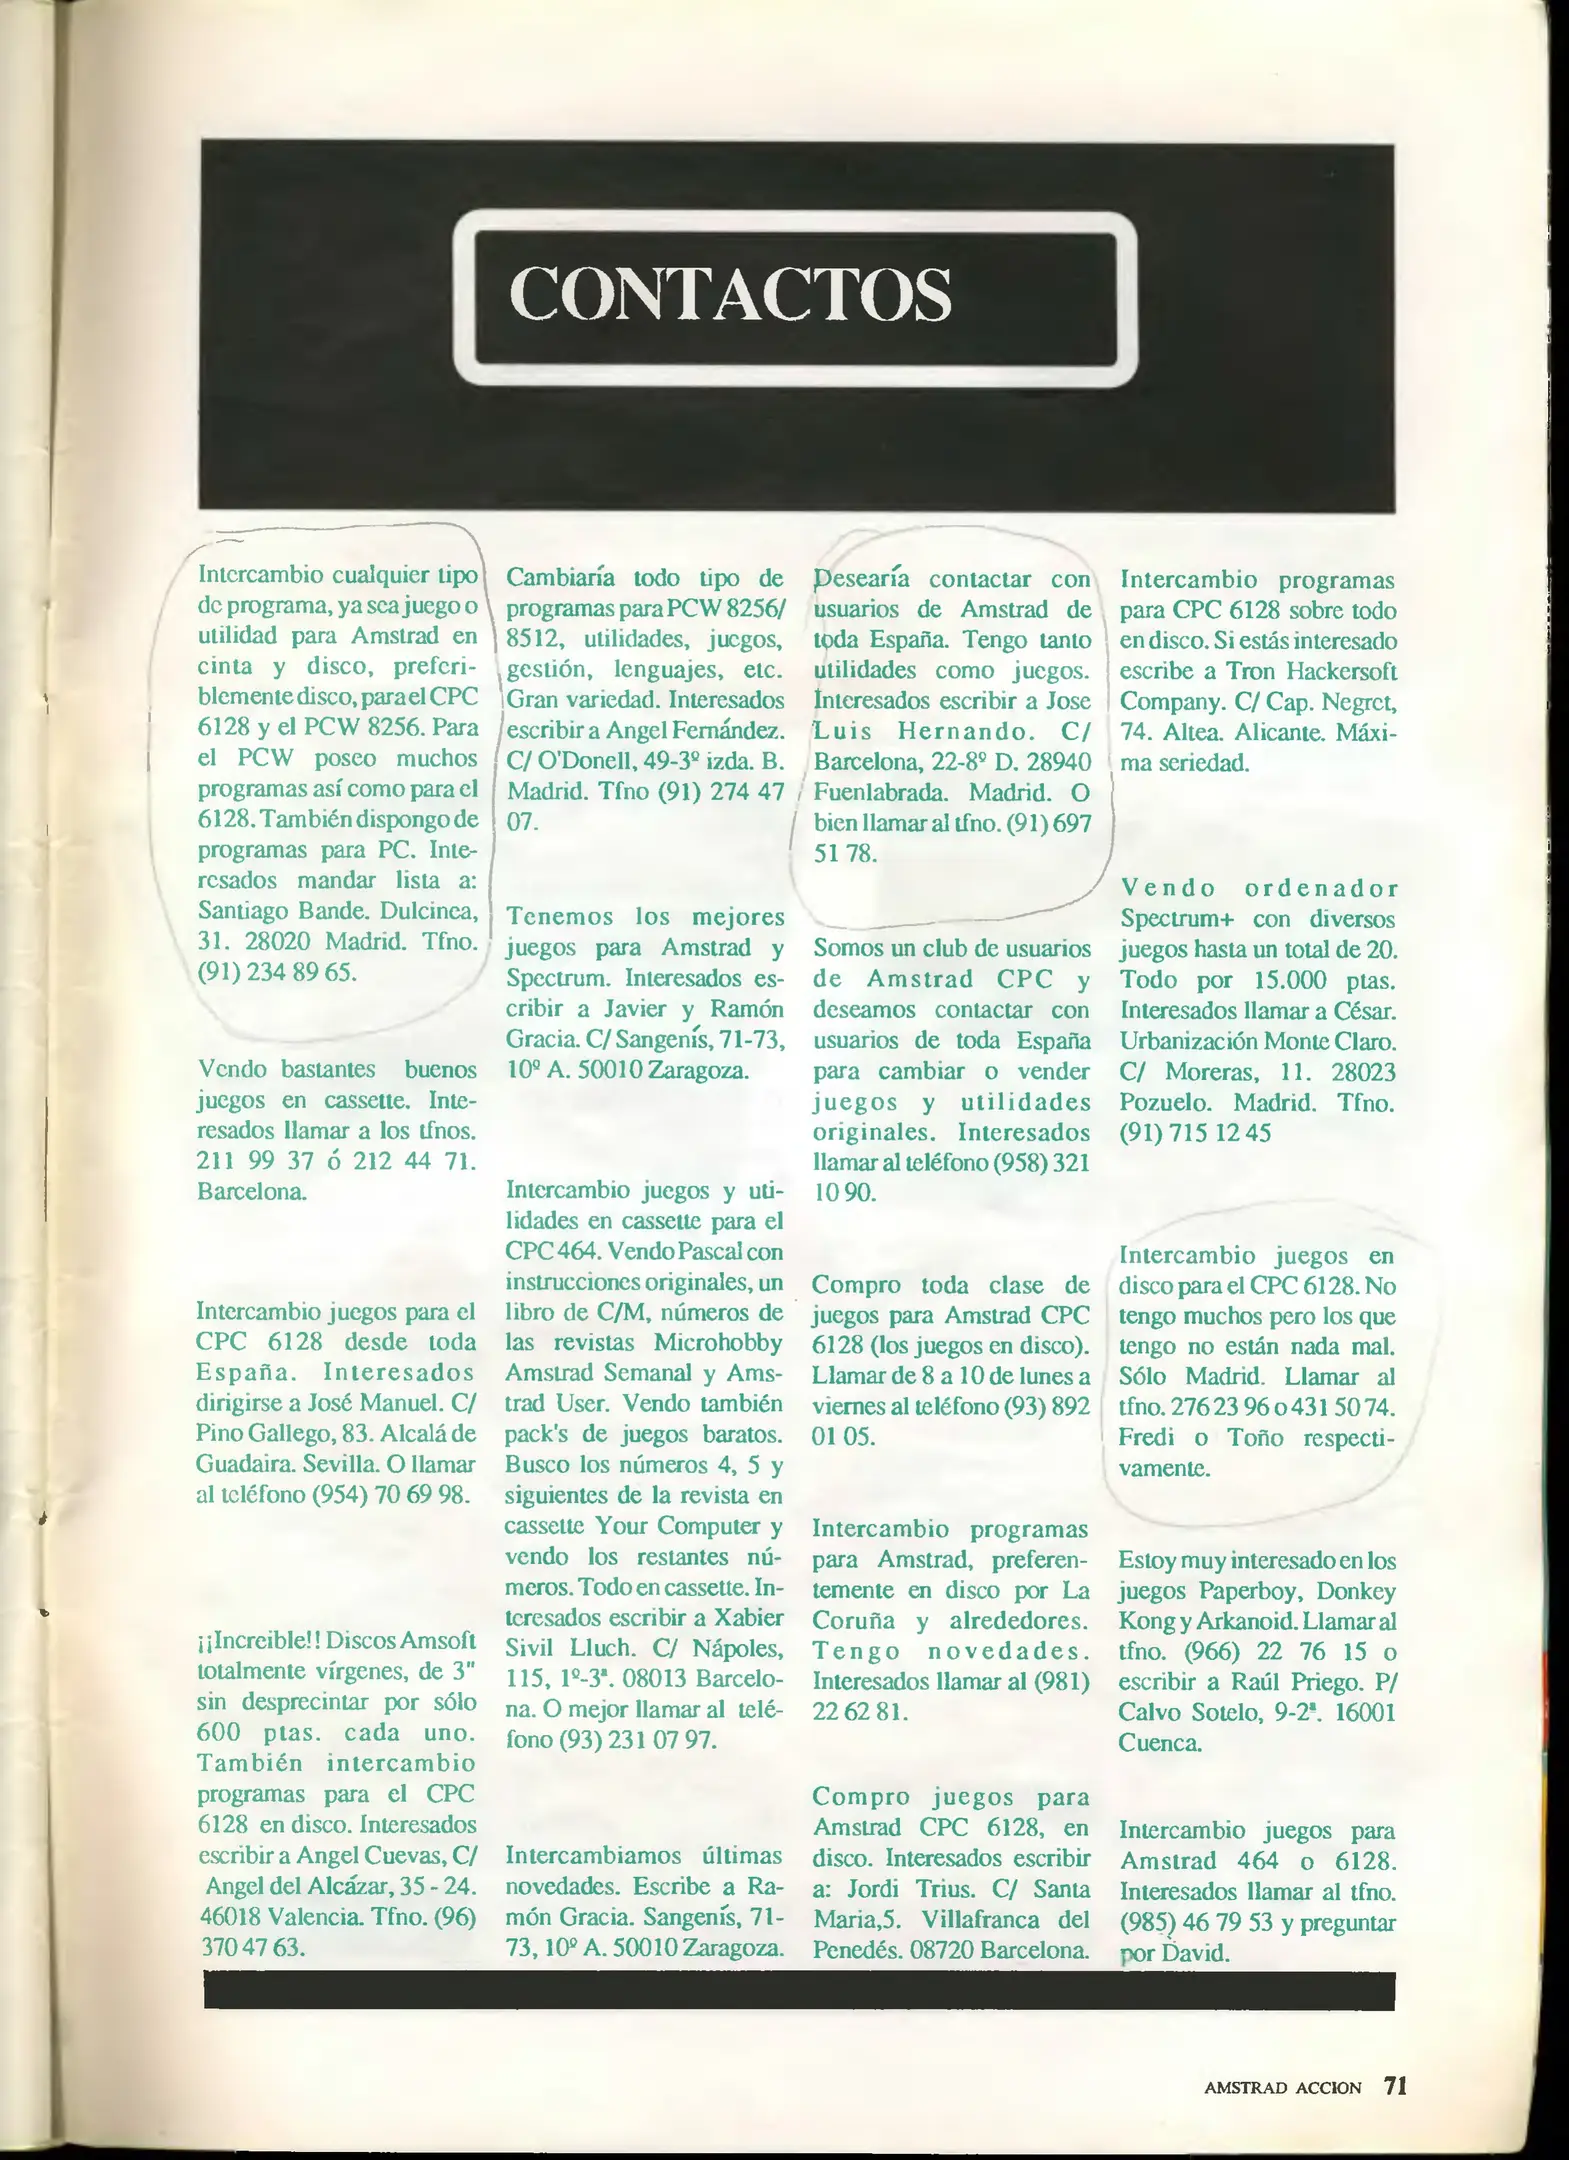 CONTACTOS
Intercambio cualquier tipo
de programa, ya sea juego o
utilidad para Amstrad en
cinta y disco, preferi-
blemente disco, para el CPC
6128 y el PCW 8256. Para
el PCW poseo muchos
programas así como para el
6128. También dispongo de
programas para PC. Inte-
resados mandar lista a:
Santiago Bande. Dulcinea,
31. 28020 Madrid. Tfno.
(91) 234 89 65.
Vendo bastantes buenos
juegos en cassette. Inte-
resados llamar a los tfnos.
211 99 37 ó 212 44 71.
Barcelona.
Intercambio juegos para el
CPC 6128 desde toda
España. Interesados
dirigirse a José Manuel. C/
Pino Gallego, 83. Alcalá de
Guadaira. Sevilla. O llamar
al teléfono (954) 70 69 98.
¡¡Increible!! Discos Amsoft
totalmente vírgenes, de 3"
sin desprecintar por sólo
600 ptas. cada uno.
También intercambio
programas para el CPC
6128 en disco. Interesados
escribir a Angel Cuevas, C/
Angel del Alcázar, 35 - 24.
46018 Valencia. Tfno. (96)
370 47 63.
Cambiaría todo tipo de
programas para PCW 8256/
8512, utilidades, juegos,
gestión, lenguajes, etc.
Gran variedad. Interesados
escribir a Angel Fernández.
C/ O'Donell, 49-3º izda. B.
Madrid. Tfno (91) 274 47
07.
Tenemos los mejores
juegos para Amstrad y
Spectrum. Interesados es-
cribir a Javier y Ramón
Gracia. C/ Sangenís, 71-73,
10º A. 50010 Zaragoza.
Intercambio juegos y uti-
lidades en cassette para el
CPC 464. Vendo Pascal con
instrucciones originales, un
libro de C/M, números de
las revistas Microhobby
Amstrad Semanal y Ams-
trad User. Vendo también
pack's de juegos baratos.
Busco los números 4, 5 y
siguientes de la revista en
cassette Your Computer y
vendo los restantes nú-
meros. Todo en cassette. In-
teresados escribir a Xabier
Sivil Lluch. C/ Nápoles,
115, 1º-3ª. 08013 Barcelo-
na. O mejor llamar al telé-
fono (93) 231 07 97.
Intercambiamos últimas
novedades. Escribe a Ra-
món Gracia. Sangenís, 71-
73, 10º A. 50010 Zaragoza.
Desearía contactar con
usuarios de Amstrad de
toda España. Tengo tanto
utilidades como juegos.
Interesados escribir a Jose
Luis Hernando. C/
Barcelona, 22-8º D. 28940
Fuenlabrada. Madrid. O
bien llamar al tfno. (91) 697
51 78.
Somos un club de usuarios
de Amstrad CPC y
deseamos contactar con
usuarios de toda España
para cambiar o vender
juegos y utilidades
originales. Interesados
llamar al teléfono (958) 321
10 90.
Compro toda clase de
juegos para Amstrad CPC
6128 (los juegos en disco).
Llamar de 8 a 10 de lunes a
viernes al teléfono (93) 892
01 05.
Intercambio programas
para Amstrad, preferen-
temente en disco por La
Coruña y alrededores.
Tengo novedades.
Interesados llamar al (981)
22 62 81.
Compro juegos para
Amstrad CPC 6128, en
disco. Interesados escribir
a: Jordi Trius. C/ Santa
Maria,5. Villafranca del
Penedés. 08720 Barcelona.
Intercambio programas
para CPC 6128 sobre todo
en disco. Si estás interesado
escribe a Tron Hackersoft
Company. C/ Cap. Negret,
74. Altea. Alicante. Máxi-
ma seriedad.
Vendo ordenador
Spectrum+ con diversos
juegos hasta un total de 20.
Todo por 15.000 ptas.
Interesados llamar a César.
Urbanización Monte Claro.
C/ Moreras, 11. 28023
Pozuelo. Madrid. Tfno.
(91) 715 12 45
Intercambio juegos en
disco para el CPC 6128. No
tengo muchos pero los que
tengo no están nada mal.
Sólo Madrid. Llamar al
tfno. 276 23 96 o 431 50 74.
Fredi o Toño respecti-
vamente.
Estoy muy interesado en los
juegos Paperboy, Donkey
Kong y Arkanoid. Llamar al
tfno. (966) 22 76 15 o
escribir a Raúl Priego. P/
Calvo Sotelo, 9-2ª. 16001
Cuenca.
Intercambio juegos para
Amstrad 464 o 6128.
Interesados llamar al tfno.
(985) 46 79 53 y preguntar
por David.
AMSTRAD ACCION 71